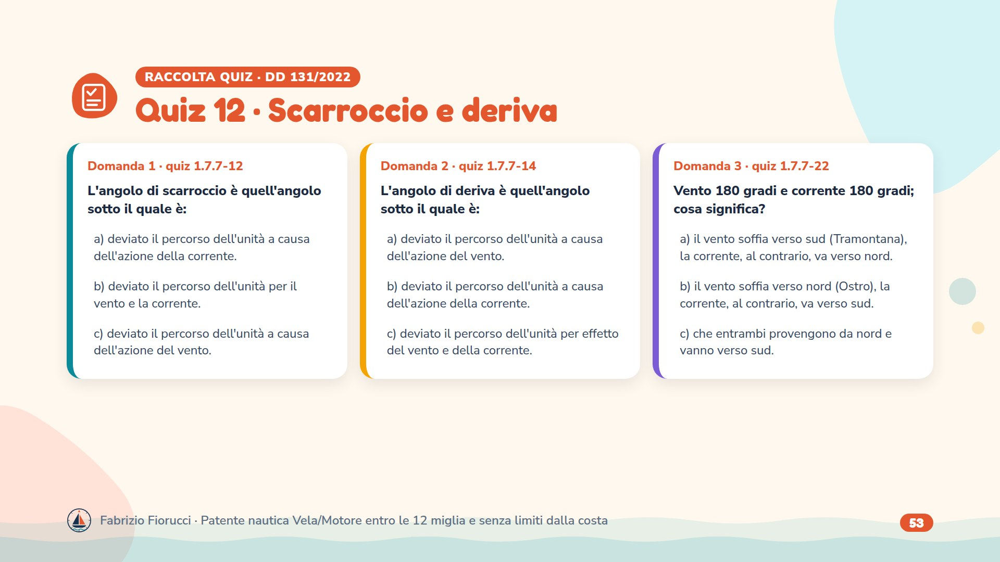 RACCOLTA QUIZ · DD 131/2022
Quiz 12 · Scarroccio e deriva
Domanda 1 · quiz 1.7.7-12
L'angolo di scarroccio è quell'angolo
sotto il quale è:
a) deviato il percorso dell'unità a causa
dell'azione della corrente.
b) deviato il percorso dell'unità per il
vento e la corrente.
c) deviato il percorso dell'unità a causa
dell'azione del vento.
Domanda 2 · quiz 1.7.7-14
L'angolo di deriva è quell'angolo
sotto il quale è:
a) deviato il percorso dell'unità a causa
dell'azione del vento.
b) deviato il percorso dell'unità a causa
dell'azione della corrente.
c) deviato il percorso dell'unità per effetto
del vento e della corrente.
Domanda 3 · quiz 1.7.7-22
Vento 180 gradi e corrente 180 gradi;
cosa significa?
a) il vento soffia verso sud (Tramontana),
la corrente, al contrario, va verso nord.
b) il vento soffia verso nord (Ostro), la
corrente, al contrario, va verso sud.
c) che entrambi provengono da nord e
vanno verso sud.
Fabrizio Fiorucci · Patente nautica Vela/Motore entro le 12 miglia e senza limiti dalla costa
53